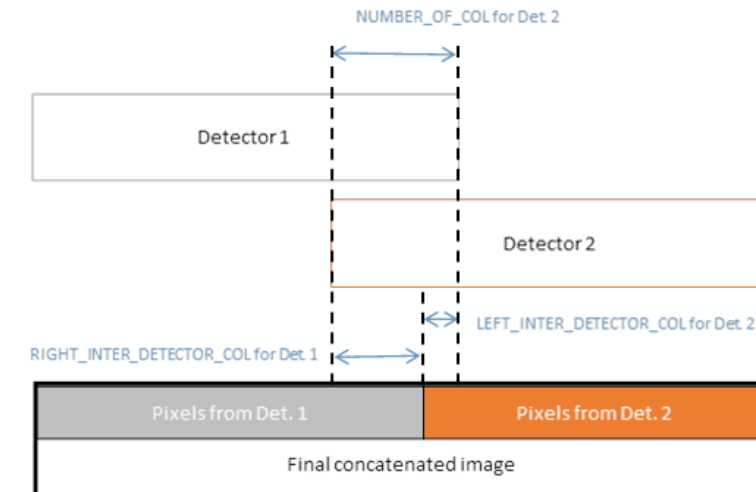 NUMBER_OF_COL for Det. 2
Detector 1
Detector 2
LEFT_INTER_DETECTOR_COL for Det. 2
RIGHT_INTER_DETECTOR_COL for Det. 1
Pixels from Det. 1
Pixels from Det. 2
Final concatenated image